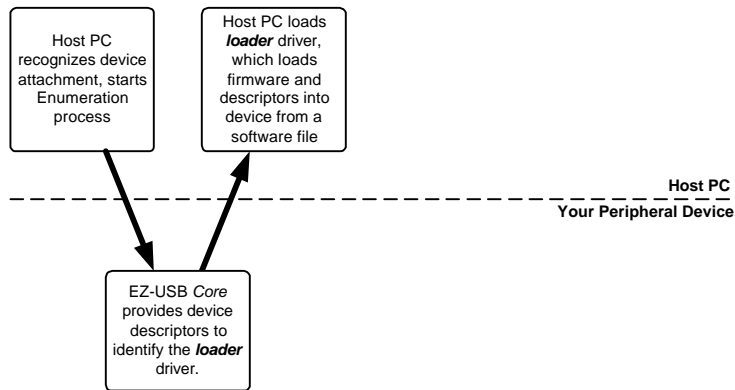 Host PC
recognizes device
attachment, starts
Enumeration
process
Host PC loads
loader driver,
which loads
firmware and
descriptors into
device from a
software file
Host PC
Your Peripheral Device
EZ-USB Core
provides device
descriptors to
identify the loader
driver.